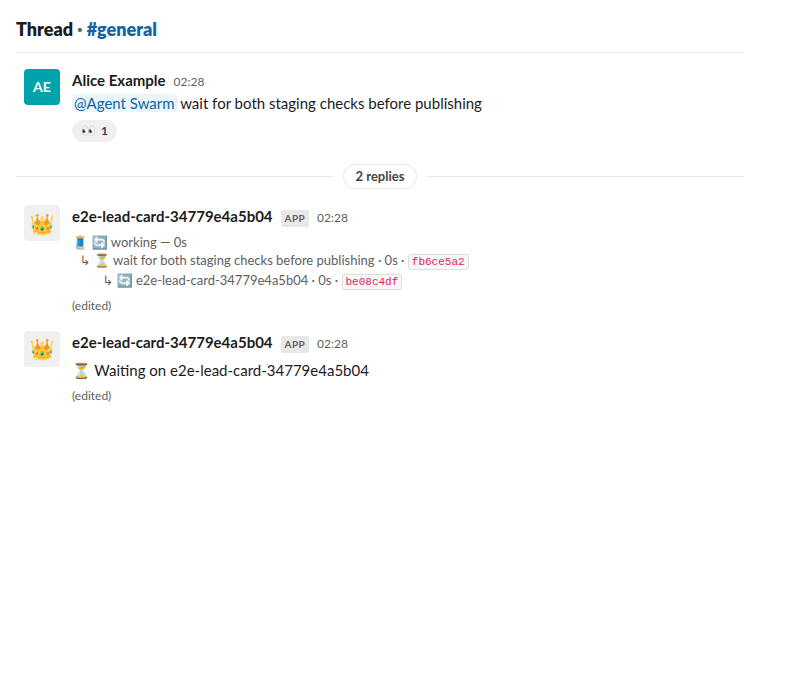 Thread • #general
AE
Alice Example 02:28
@Agent Swarm wait for both staging checks before publishing
👀 1
2 replies
e2e-lead-card-34779e4a5b04 APP 02:28
🧵 🔄 working — 0s
↳ ⏳ wait for both staging checks before publishing · 0s · fb6ce5a2
↳ 🔄 e2e-lead-card-34779e4a5b04 · 0s · be08c4df
(edited)
e2e-lead-card-34779e4a5b04 APP 02:28
⏳ Waiting on e2e-lead-card-34779e4a5b04
(edited)